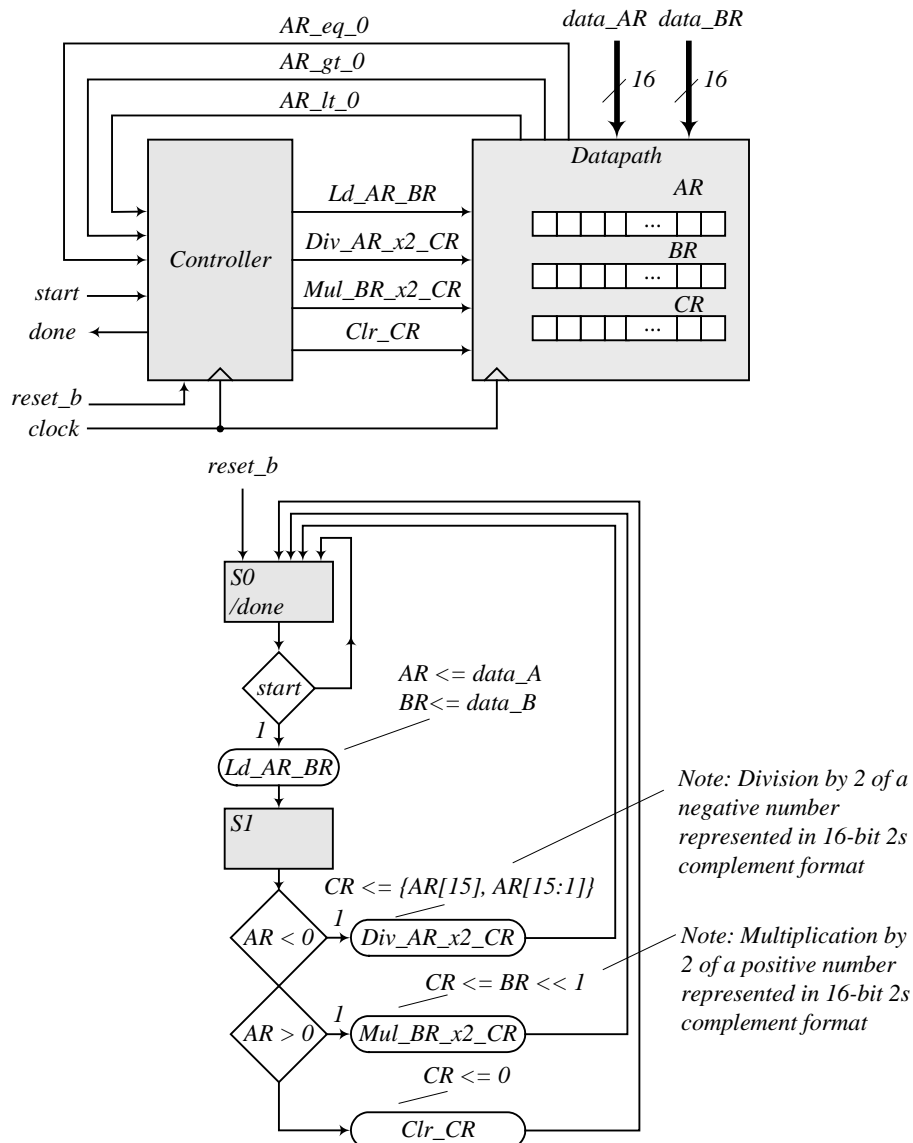 AR_eq_0
data_AR
data_BR
AR_gt_0
16
16
AR_lt_0
Datapath
AR
Ld_AR_BR
Div_AR_x2_CR
...
BR
Controller
...
start
Mul_BR_x2_CR
CR
done
Clr_CR
...
reset_b
clock
reset_b
S0
/done
start
AR <= data_A
BR<= data_B
1
Ld_AR_BR
S1
Note: Division by 2 of a
negative number
represented in 16-bit 2s
complement format
CR <= {AR[15], AR[15:1]}
AR < 0
1
Div_AR_x2_CR
Note: Multiplication by
2 of a positive number
represented in 16-bit 2s
complement format
CR <= BR << 1
AR > 0
1
Mul_BR_x2_CR
CR <= 0
Clr_CR